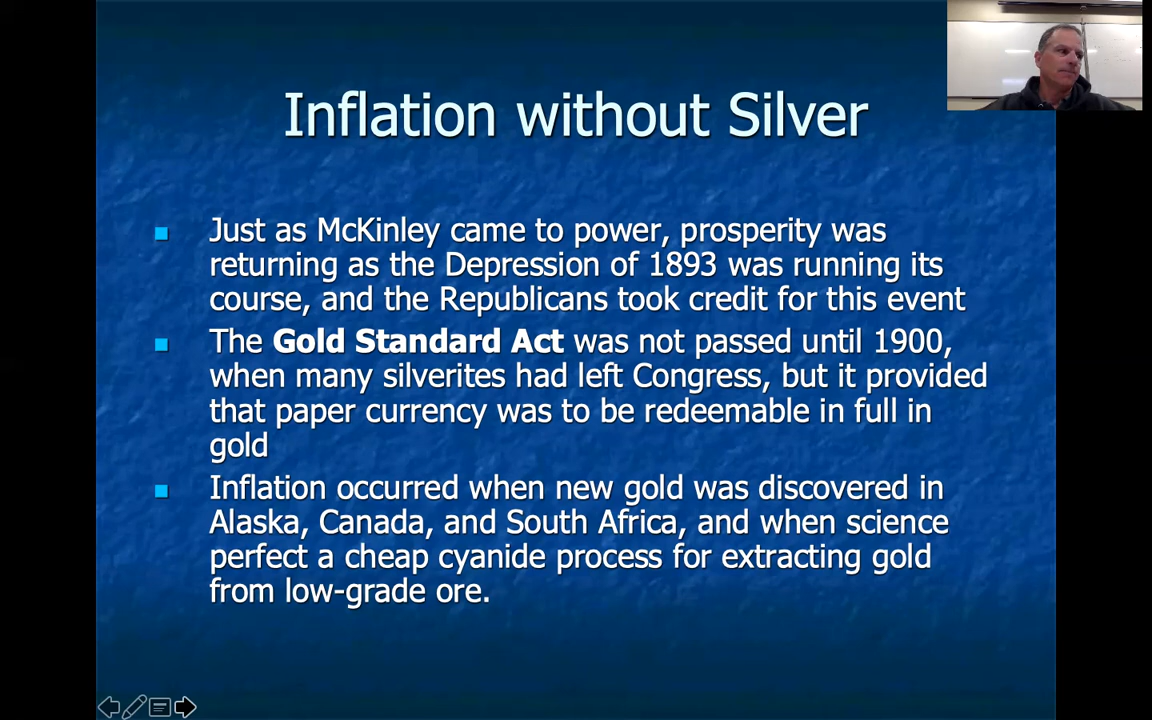 Inflation without Silver
Just as McKinley came to power, prosperity was
returning as the Depression of 1893 was running its
course, and the Republicans took credit for this event
The Gold Standard Act was not passed until 1900,
when many silverites had left Congress, but it provided
that paper currency was to be redeemable in full in
gold
Inflation occurred when new gold was discovered in
Alaska, Canada, and South Africa, and when science
perfect a cheap cyanide process for extracting gold
from low-grade ore.